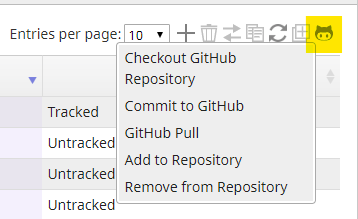 Entries per page: 10
Checkout GitHub
Repository
Commit to GitHub
GitHub Pull
Add to Repository
Remove from Repository
Tracked
Untracked
Untracked
Untracked